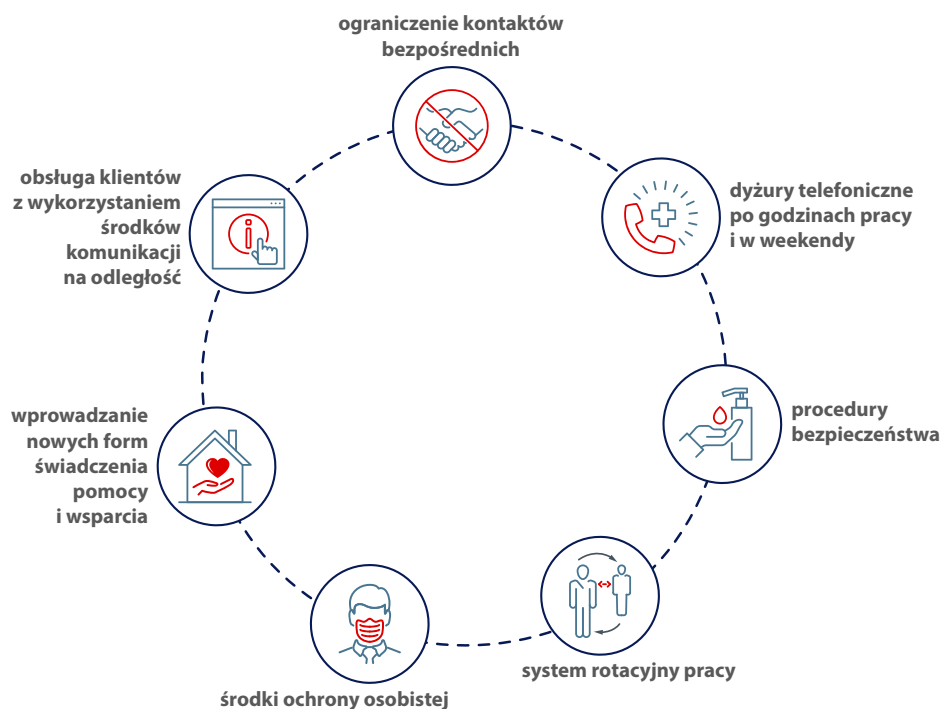 ograniczenie kontaktów
bezpośrednich
dyżury telefoniczne
po godzinach pracy
i w weekendy
procedury
bezpieczeństwa
system rotacyjny pracy
środki ochrony osobistej
wprowadzanie
nowych form
świadczenia
pomocy
i wsparcia
obsługa klientów
z wykorzystaniem
środków
komunikacji
na odległość